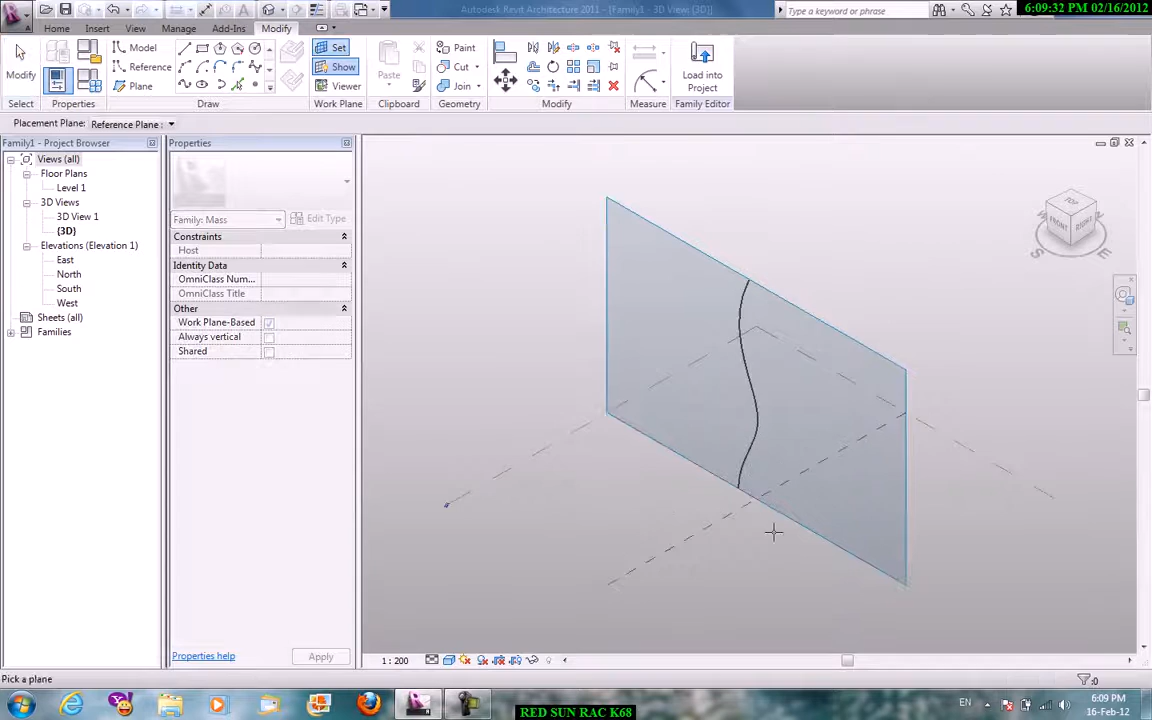 Autodesk Revit Architecture 2011 - Family1 - 3D View: {3D}
Type a keyword or phrase
6:09:32 PM 02/16/2012
Home Insert View Manage Add-Ins Modify
Modify
Model
Reference
Plane
Set
Show
Viewer
Paste
Paint
Cut
Join
Load into
Project
Select Properties Draw Work Plane Clipboard Geometry Modify Measure Family Editor
Placement Plane: Reference Plane :
Family1 - Project Browser
Views (all)
Floor Plans
Level 1
3D Views
3D View 1
{3D}
Elevations (Elevation 1)
East
North
South
West
Sheets (all)
Families
Properties
Family: Mass
Edit Type
Constraints
Host
Identity Data
OmniClass Num...
OmniClass Title
Other
Work Plane-Based
Always vertical
Shared
Properties help
Apply
TOP
FRONT
RIGHT
S
E
1 : 200
Pick a plane
:0
EN
6:09 PM
16-Feb-12
RED SUN RAC K68